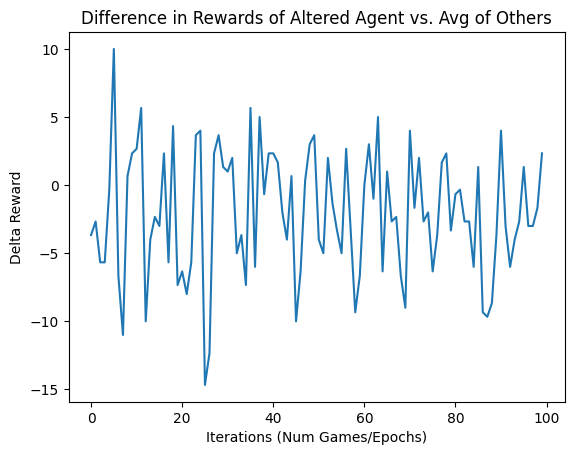 Difference in Rewards of Altered Agent vs. Avg of Others
10
5
0
−5
−10
−15
Delta Reward
0 20 40 60 80 100
Iterations (Num Games/Epochs)